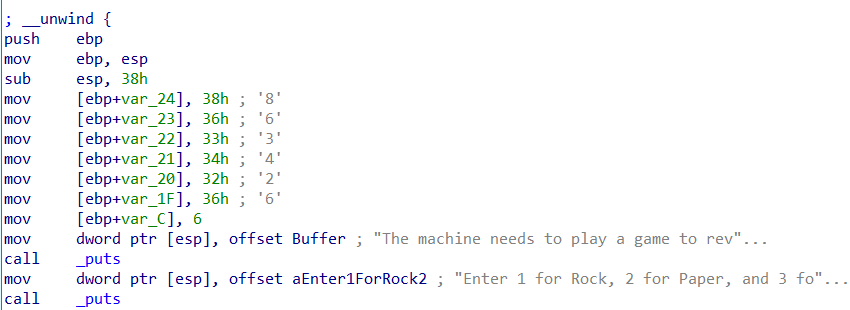 ; __unwind {
push    ebp
mov     ebp, esp
sub     esp, 38h
mov     [ebp+var_24], 38h ; '8'
mov     [ebp+var_23], 36h ; '6'
mov     [ebp+var_22], 33h ; '3'
mov     [ebp+var_21], 34h ; '4'
mov     [ebp+var_20], 32h ; '2'
mov     [ebp+var_1F], 36h ; '6'
mov     [ebp+var_C], 6
mov     dword ptr [esp], offset Buffer ; "The machine needs to play a game to rev"...
call    _puts
mov     dword ptr [esp], offset aEnter1ForRock2 ; "Enter 1 for Rock, 2 for Paper, and 3 fo"...
call    _puts